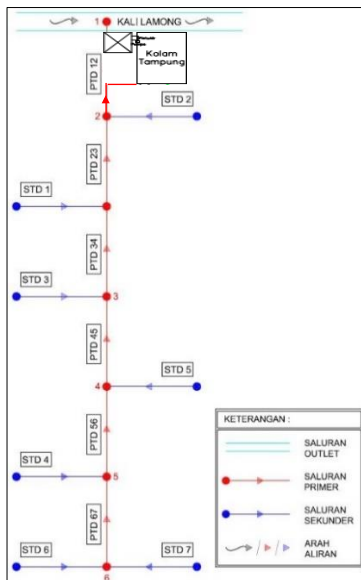 1 KALI LAMONG
Kolam
Tampung
PTD 12
2
STD 2
PTD 23
STD 1
PTD 34
STD 3
3
PTD 45
STD 5
4
PTD 56
STD 4
5
PTD 67
STD 6
STD 7
6
KETERANGAN :
SALURAN
OUTLET
SALURAN
PRIMER
SALURAN
SEKUNDER
ARAH
ALIRAN